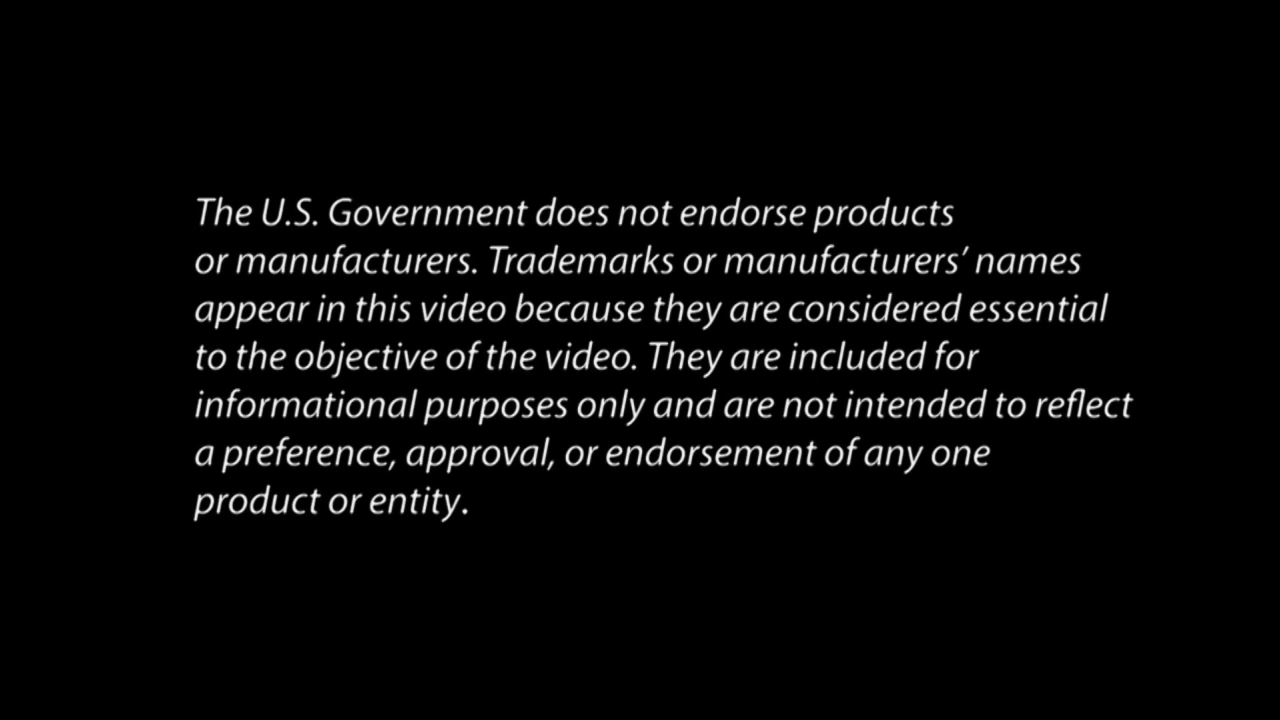 The U.S. Government does not endorse products
or manufacturers. Trademarks or manufacturers’ names
appear in this video because they are considered essential
to the objective of the video. They are included for
informational purposes only and are not intended to reflect
a preference, approval, or endorsement of any one
product or entity.